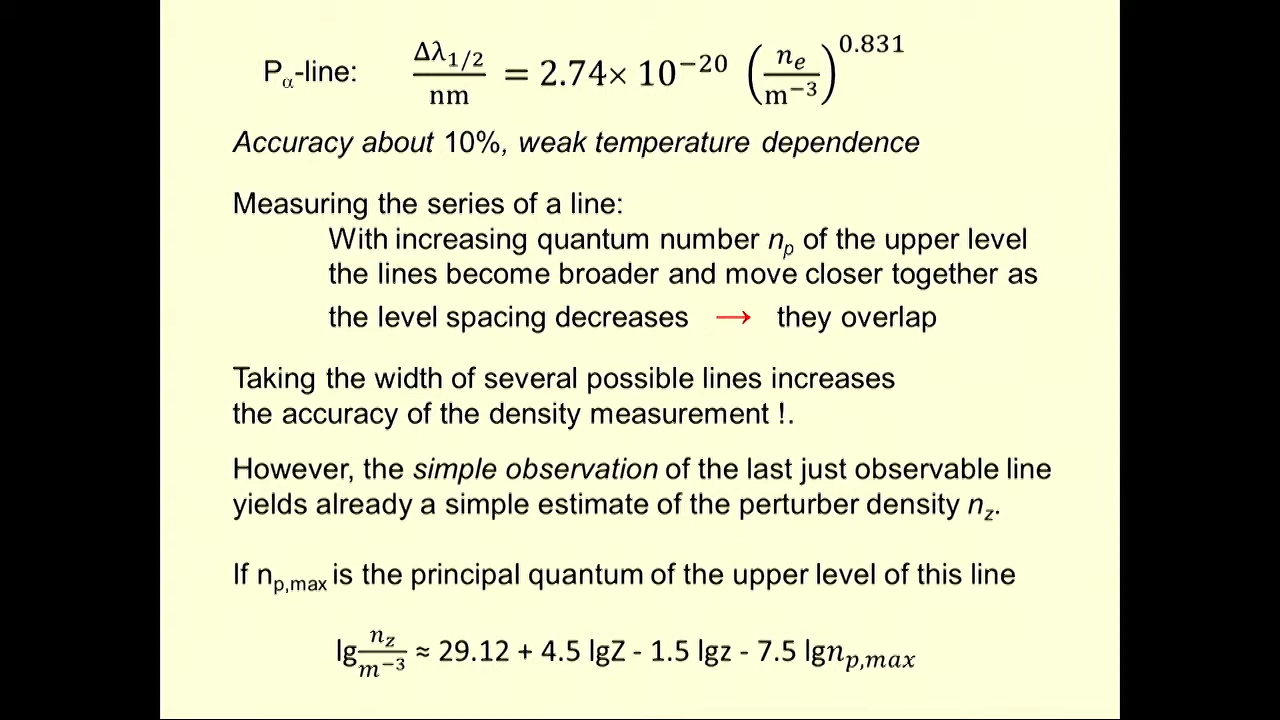 Pα-line: Δλ1/2/nm = 2.74× 10−20 (ne/m−3)0.831
Accuracy about 10%, weak temperature dependence
Measuring the series of a line:
With increasing quantum number np of the upper level
the lines become broader and move closer together as
the level spacing decreases → they overlap
Taking the width of several possible lines increases
the accuracy of the density measurement !.
However, the simple observation of the last just observable line
yields already a simple estimate of the perturber density nz.
If np,max is the principal quantum of the upper level of this line
lg nz/m−3 ≈ 29.12 + 4.5 lgZ - 1.5 lgz - 7.5 lgnp,max